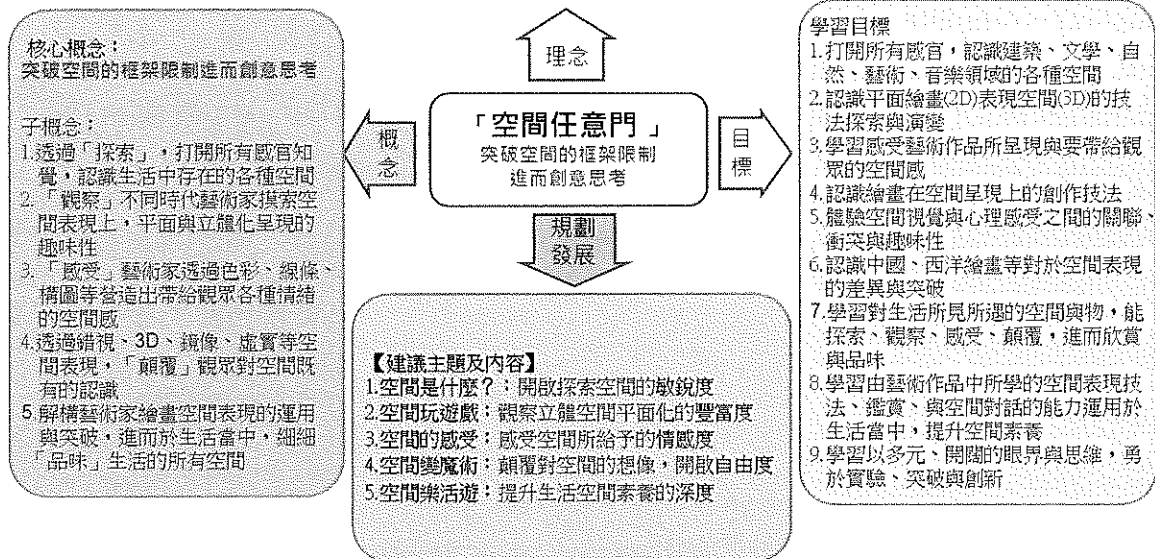 理念
「空間任意門」
突破空間的框架限制
進而創意思考
概
念
目
標
規劃
發展
核心概念：
突破空間的框架限制進而創意思考
子概念：
1.透過「探索」，打開所有感官知
覺，認識生活中存在的各種空間
2.「觀察」不同時代藝術家摸索空
間表現上，平面與立體化呈現的
趣味性
3.「感受」藝術家透過色彩、線條、
構圖等營造出帶給觀眾各種情緒
的空間感
4.透過錯視、3D、鏡像、虛實等空
間表現，「顛覆」觀眾對空間既
有的認識
5.解構藝術家繪畫空間表現的運用
與突破，進而於生活當中，細細
「品味」生活的所有空間
【建議主題及內容】
1.空間是什麼？：開啟探索空間的敏銳度
2.空間玩遊戲：觀察立體空間平面化的豐富度
3.空間的感受：感受空間所給予的情感度
4.空間變魔術：顛覆對空間的想像，開啟自由度
5.空間樂活遊：提升生活空間素養的深度
學習目標
1.打開所有感官，認識建築、文學、自
然、藝術、音樂領域的各種空間
2.認識平面繪畫(2D)表現空間(3D)的技
法探索與演變
3.學習感受藝術作品所呈現與要帶給觀
眾的空間感
4.認識繪畫在空間呈現上的創作技法
5.體驗空間視覺與心理感受之間的關聯、
衝突與趣味性
6.認識中國、西洋繪畫等對於空間表現
的差異與突破
7.學習對生活所見所遇的空間與物，能
探索、觀察、感受、顛覆，進而欣賞
與品味
8.學習由藝術作品中所學的空間表現技
法、鑑賞、與空間對話的能力運用於
生活當中，提升空間素養
9.學習以多元、開闊的眼界與思維，勇
於實驗、突破與創新